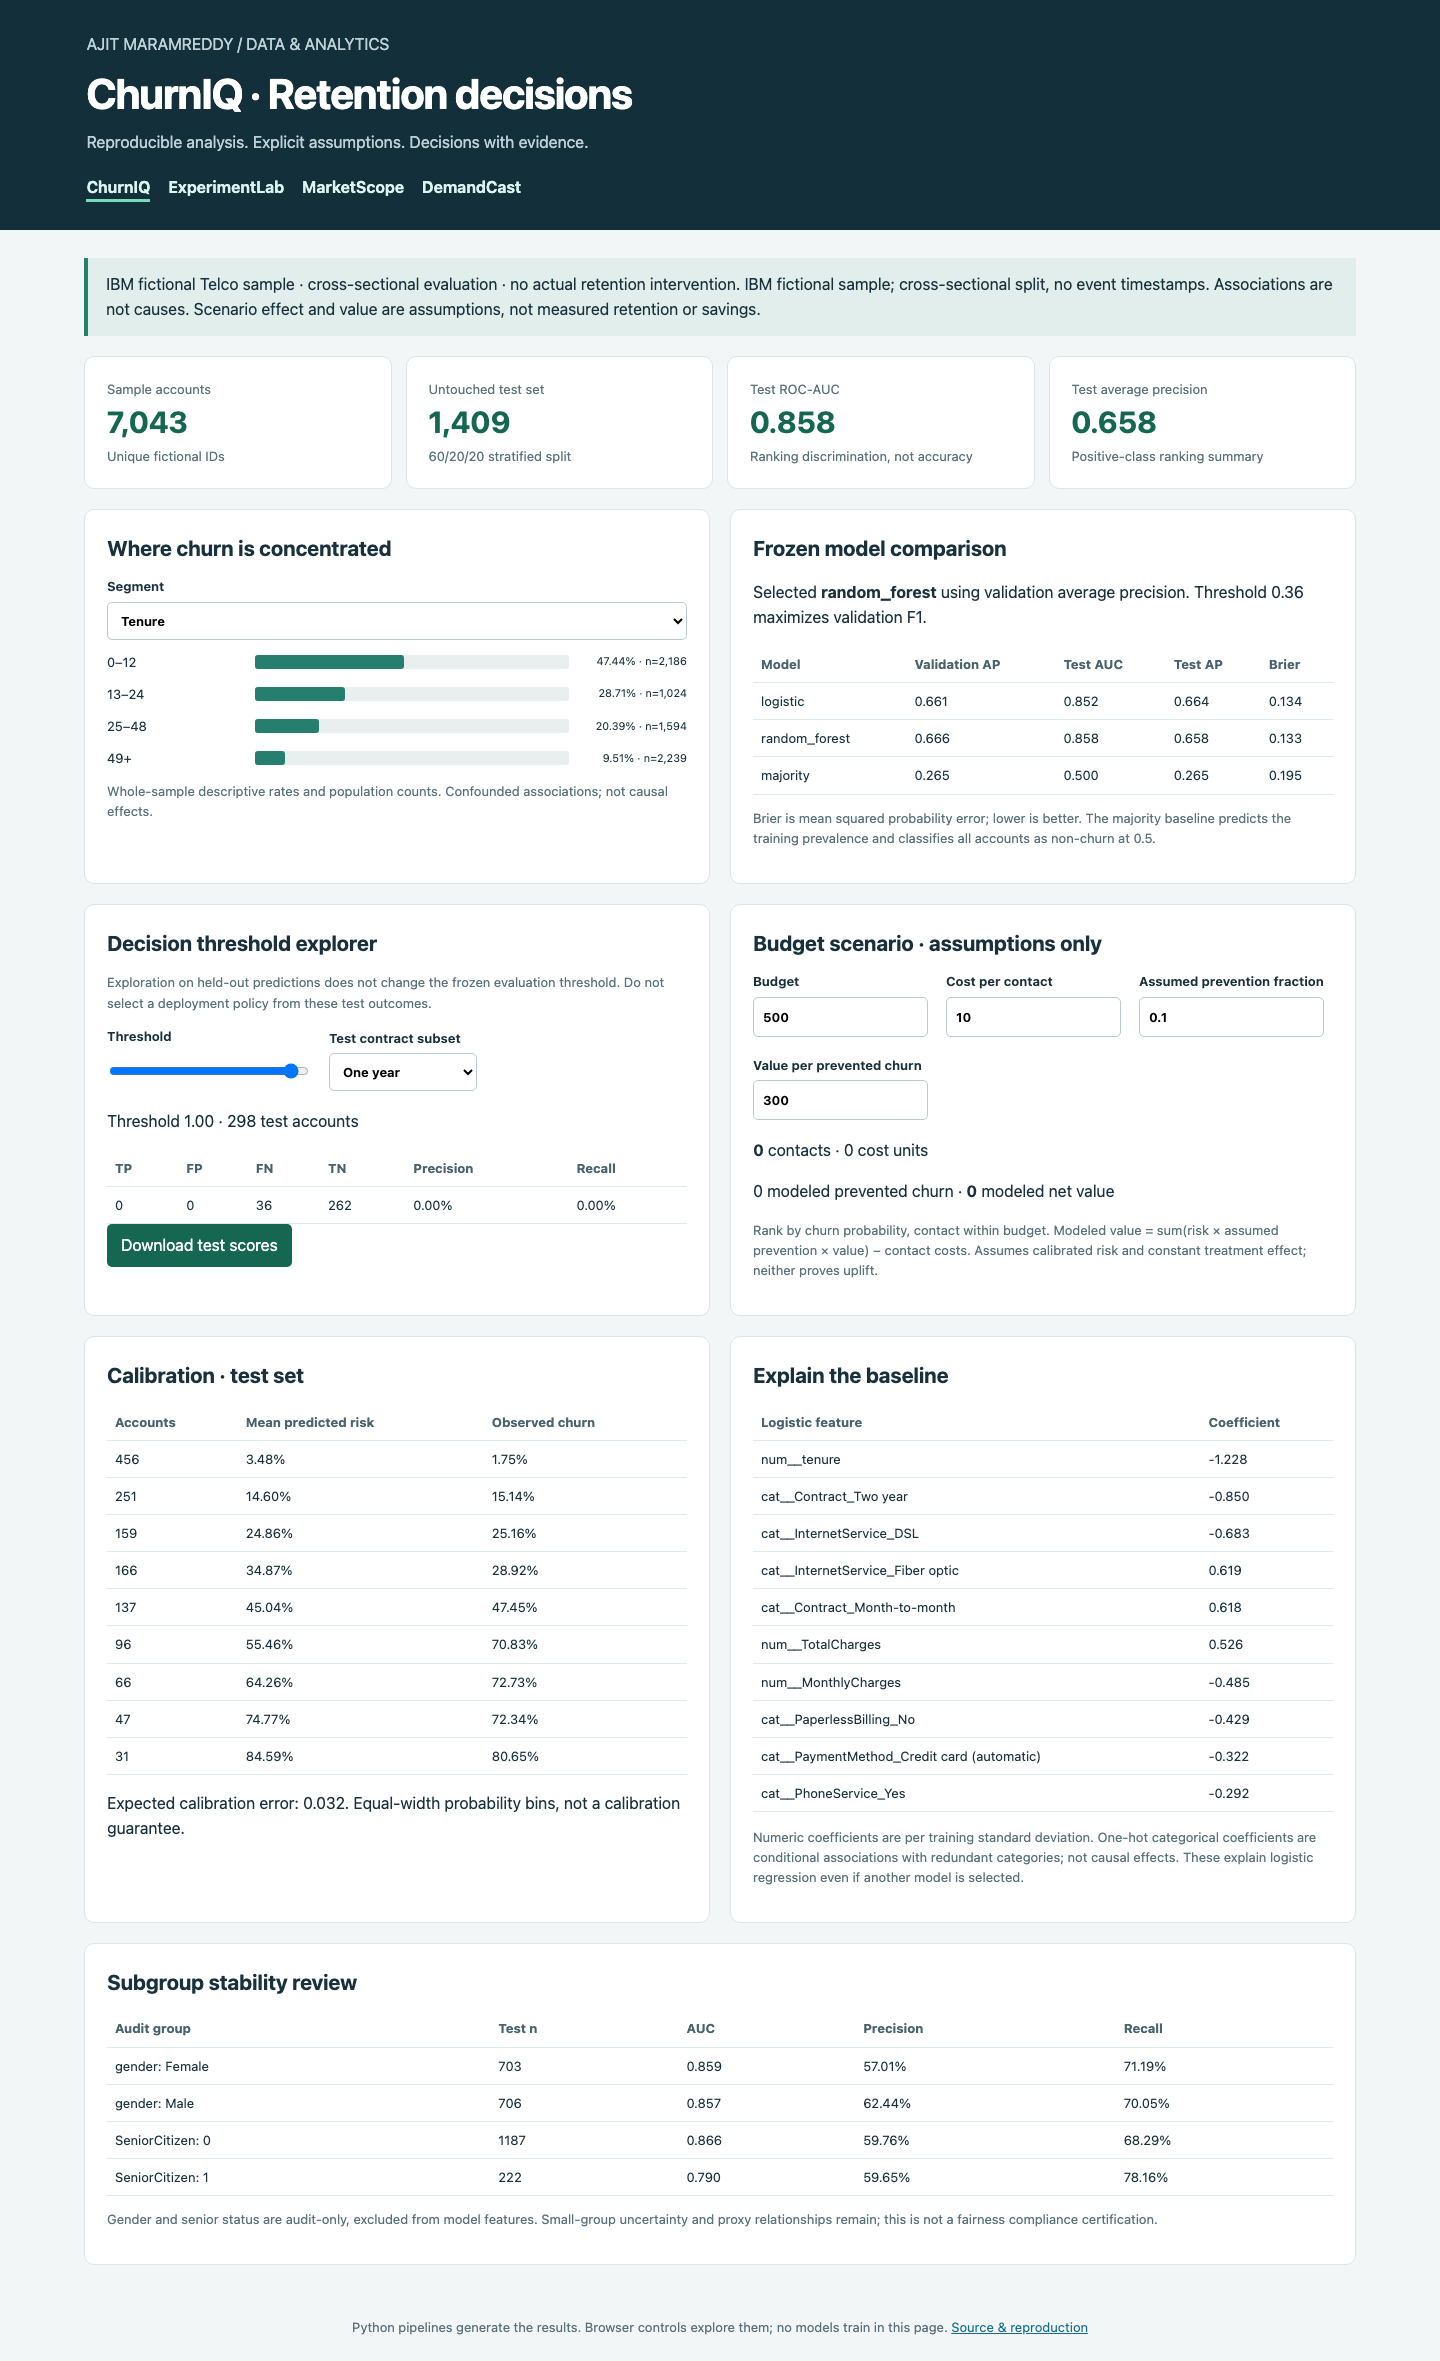 AJIT MARAMREDDY / DATA & ANALYTICS
ChurnIQ · Retention decisions
Reproducible analysis. Explicit assumptions. Decisions with evidence.
ChurnIQ ExperimentLab MarketScope DemandCast
IBM fictional Telco sample · cross-sectional evaluation · no actual retention intervention. IBM fictional sample; cross-sectional split, no event timestamps. Associations are
not causes. Scenario effect and value are assumptions, not measured retention or savings.
Sample accounts
7,043
Unique fictional IDs
Untouched test set
1,409
60/20/20 stratified split
Test ROC-AUC
0.858
Ranking discrimination, not accuracy
Test average precision
0.658
Positive-class ranking summary
Where churn is concentrated
Segment
Tenure
0–12 47.44% · n=2,186
13–24 28.71% · n=1,024
25–48 20.39% · n=1,594
49+ 9.51% · n=2,239
Whole-sample descriptive rates and population counts. Confounded associations; not causal
effects.
Frozen model comparison
Selected random_forest using validation average precision. Threshold 0.36
maximizes validation F1.
Model Validation AP Test AUC Test AP Brier
logistic 0.661 0.852 0.664 0.134
random_forest 0.666 0.858 0.658 0.133
majority 0.265 0.500 0.265 0.195
Brier is mean squared probability error; lower is better. The majority baseline predicts the
training prevalence and classifies all accounts as non-churn at 0.5.
Decision threshold explorer
Exploration on held-out predictions does not change the frozen evaluation threshold. Do not
select a deployment policy from these test outcomes.
Threshold Test contract subset
One year
Threshold 1.00 · 298 test accounts
TP FP FN TN Precision Recall
0 0 36 262 0.00% 0.00%
Download test scores
Budget scenario · assumptions only
Budget Cost per contact Assumed prevention fraction
500 10 0.1
Value per prevented churn
300
0 contacts · 0 cost units
0 modeled prevented churn · 0 modeled net value
Rank by churn probability, contact within budget. Modeled value = sum(risk × assumed
prevention × value) − contact costs. Assumes calibrated risk and constant treatment effect;
neither proves uplift.
Calibration · test set
Accounts Mean predicted risk Observed churn
456 3.48% 1.75%
251 14.60% 15.14%
159 24.86% 25.16%
166 34.87% 28.92%
137 45.04% 47.45%
96 55.46% 70.83%
66 64.26% 72.73%
47 74.77% 72.34%
31 84.59% 80.65%
Expected calibration error: 0.032. Equal-width probability bins, not a calibration
guarantee.
Explain the baseline
Logistic feature Coefficient
num__tenure -1.228
cat__Contract_Two year -0.850
cat__InternetService_DSL -0.683
cat__InternetService_Fiber optic 0.619
cat__Contract_Month-to-month 0.618
num__TotalCharges 0.526
num__MonthlyCharges -0.485
cat__PaperlessBilling_No -0.429
cat__PaymentMethod_Credit card (automatic) -0.322
cat__PhoneService_Yes -0.292
Numeric coefficients are per training standard deviation. One-hot categorical coefficients are
conditional associations with redundant categories; not causal effects. These explain logistic
regression even if another model is selected.
Subgroup stability review
Audit group Test n AUC Precision Recall
gender: Female 703 0.859 57.01% 71.19%
gender: Male 706 0.857 62.44% 70.05%
SeniorCitizen: 0 1187 0.866 59.76% 68.29%
SeniorCitizen: 1 222 0.790 59.65% 78.16%
Gender and senior status are audit-only, excluded from model features. Small-group uncertainty and proxy relationships remain; this is not a fairness compliance certification.
Python pipelines generate the results. Browser controls explore them; no models train in this page. Source & reproduction